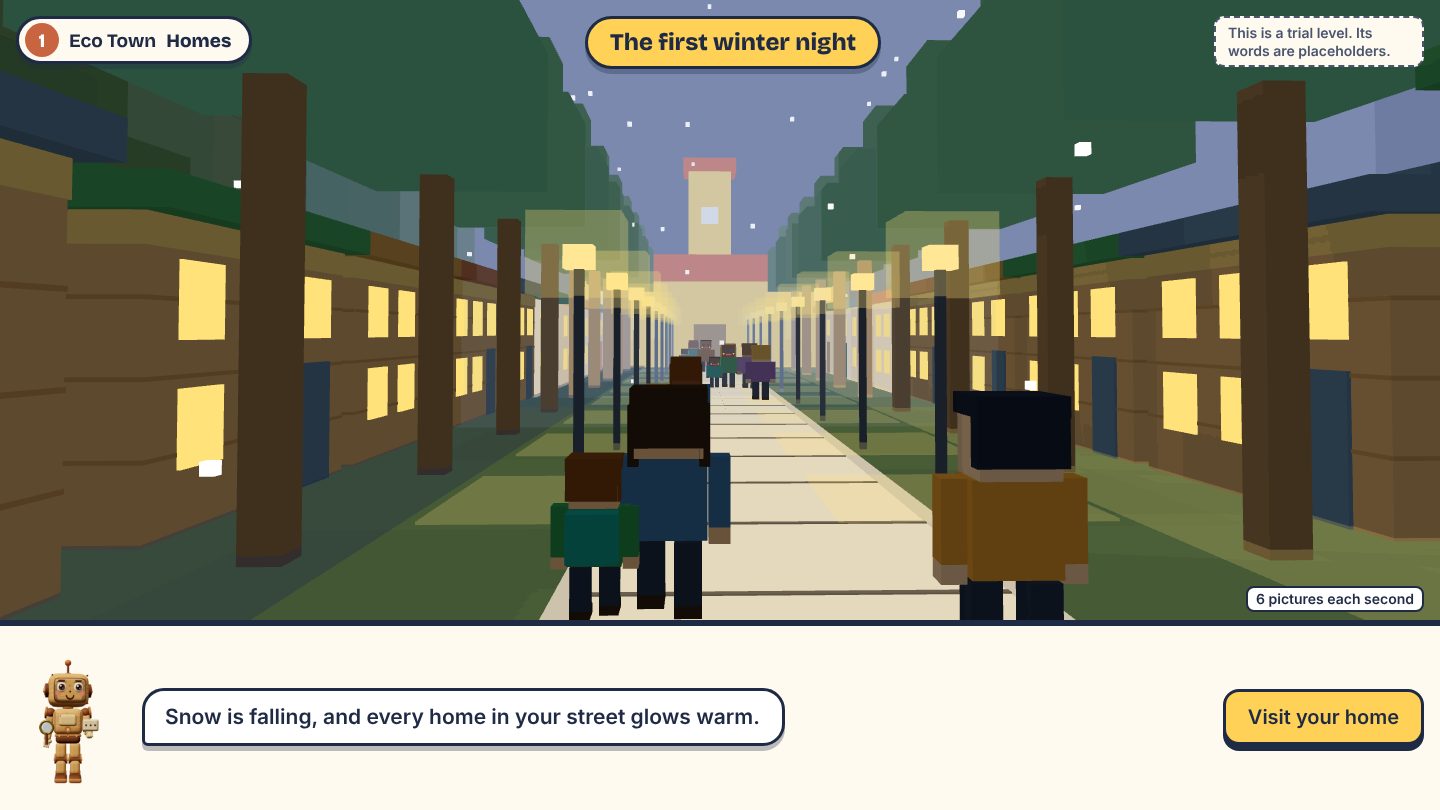 1 Eco Town Homes
The first winter night
This is a trial level. Its
words are placeholders.
6 pictures each second
Snow is falling, and every home in your street glows warm.
Visit your home